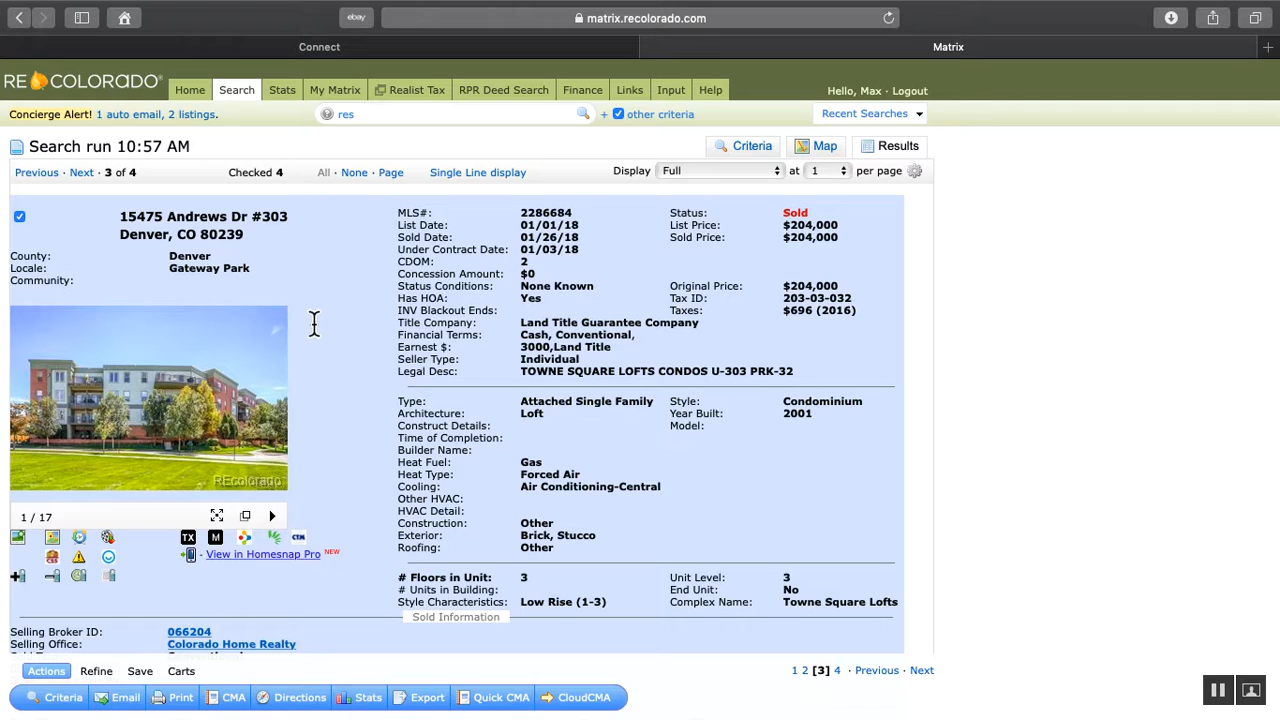 ebay
matrix.recolorado.com
Connect
Matrix
RECOLORADO
Home
Search
Stats
My Matrix
Realist Tax
RPR Deed Search
Finance
Links
Input
Help
Hello, Max · Logout
Concierge Alert! 1 auto email, 2 listings.
res
+ other criteria
Recent Searches
Search run 10:57 AM
Criteria
Map
Results
Previous · Next · 3 of 4
Checked 4
All · None · Page
Single Line display
Display Full at 1 per page
15475 Andrews Dr #303
Denver, CO 80239
County: Denver
Locale: Gateway Park
Community:
REcolorado
1 / 17
TX M CTM
- View in Homesnap Pro NEW
MLS#: 2286684 Status: Sold
List Date: 01/01/18 List Price: $204,000
Sold Date: 01/26/18 Sold Price: $204,000
Under Contract Date: 01/03/18
CDOM: 2
Concession Amount: $0
Status Conditions: None Known Original Price: $204,000
Has HOA: Yes Tax ID: 203-03-032
INV Blackout Ends: Taxes: $696 (2016)
Title Company: Land Title Guarantee Company
Financial Terms: Cash, Conventional,
Earnest $: 3000,Land Title
Seller Type: Individual
Legal Desc: TOWNE SQUARE LOFTS CONDOS U-303 PRK-32
Type: Attached Single Family Style: Condominium
Architecture: Loft Year Built: 2001
Construct Details: Model:
Time of Completion:
Builder Name:
Heat Fuel: Gas
Heat Type: Forced Air
Cooling: Air Conditioning-Central
Other HVAC:
HVAC Detail:
Construction: Other
Exterior: Brick, Stucco
Roofing: Other
# Floors in Unit: 3 Unit Level: 3
# Units in Building: End Unit: No
Style Characteristics: Low Rise (1-3) Complex Name: Towne Square Lofts
Sold Information
Selling Broker ID: 066204
Selling Office: Colorado Home Realty
Actions
Refine
Save
Carts
1 2 [3] 4 · Previous · Next
Criteria
Email
Print
CMA
Directions
Stats
Export
Quick CMA
CloudCMA